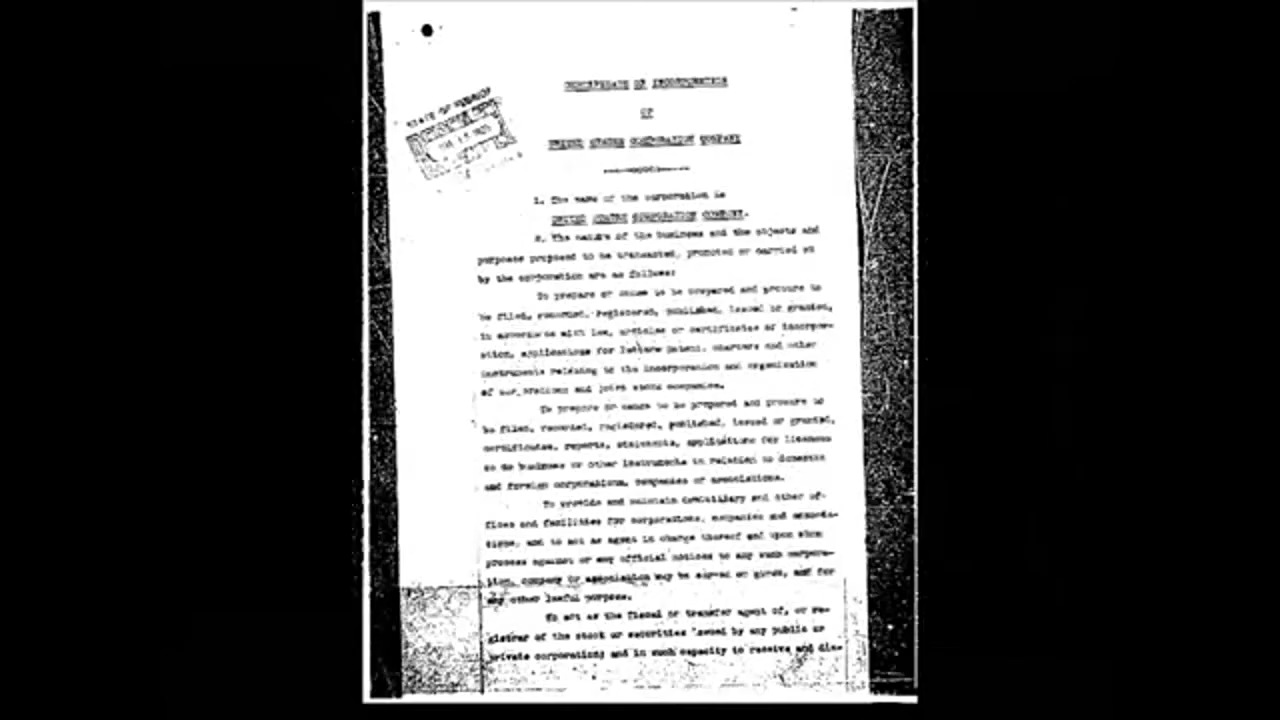 CERTIFICATE OF INCORPORATION
OF
UNITED STATES CORPORATION COMPANY
1. The name of the corporation is
UNITED STATES CORPORATION COMPANY.
2. The nature of the business and the objects and
purposes proposed to be transacted, promoted or carried on
by the corporation are as follows:
To prepare or cause to be prepared and procure to
be filed, recorded, registered, published, issued or granted,
in accordance with law, articles or certificates of incorpor-
ation, applications for letters patent, charters and other
instruments relating to the incorporation and organization
of corporations and joint stock companies.
To prepare or cause to be prepared and procure to
be filed, recorded, registered, published, issued or granted,
certificates, reports, statements, applications for licenses
to do business or other instruments in relation to domestic
and foreign corporations, companies or associations.
To provide and maintain domiciliary and other of-
fices and facilities for corporations, companies and associa-
tions, and to act as agent in charge thereof and upon whom
process against or any official notices to any such corpora-
tion, company or association may be served or given, and for
any other lawful purpose.
To act as the fiscal or transfer agent of, or re-
gistrar of the stock or securities issued by any public or
private corporation; and in such capacity to receive and dis-
STATE OF